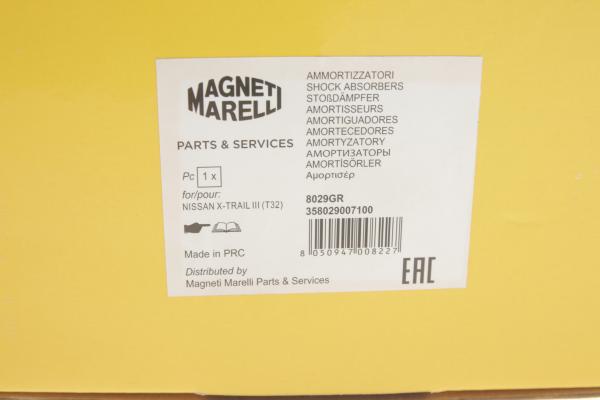 MAGNETI
MARELLI
PARTS & SERVICES
Pc 1 x
for/pour:
NISSAN X-TRAIL III (T32)
Made in PRC
Distributed by
Magneti Marelli Parts & Services
AMMORTIZZATORI
SHOCK ABSORBERS
STOßDÄMPFER
AMORTISSEURS
AMORTIGUADORES
AMORTECEDORES
AMORTYZATORY
АМОРТИЗАТОРЫ
AMORTİSÖRLER
Αμορτισέρ
8029GR
358029007100
8 050947 008227
EAC